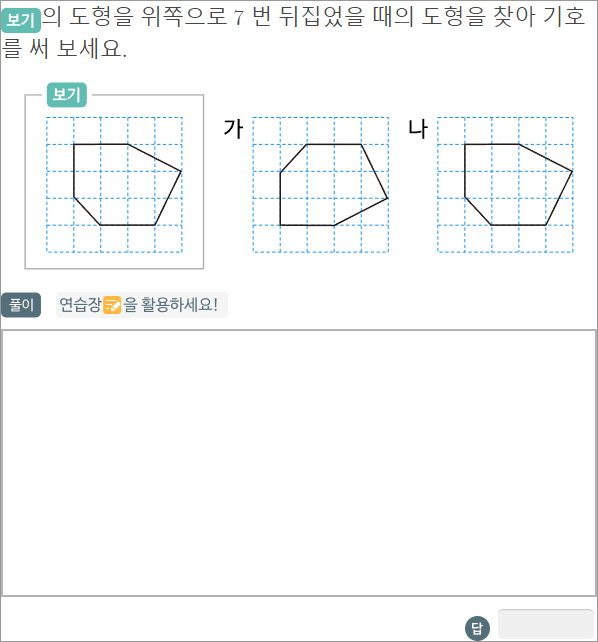 보기의 도형을 위쪽으로 7 번 뒤집었을 때의 도형을 찾아 기호
를 써 보세요.
보기
가
나
풀이 연습장을 활용하세요!
답